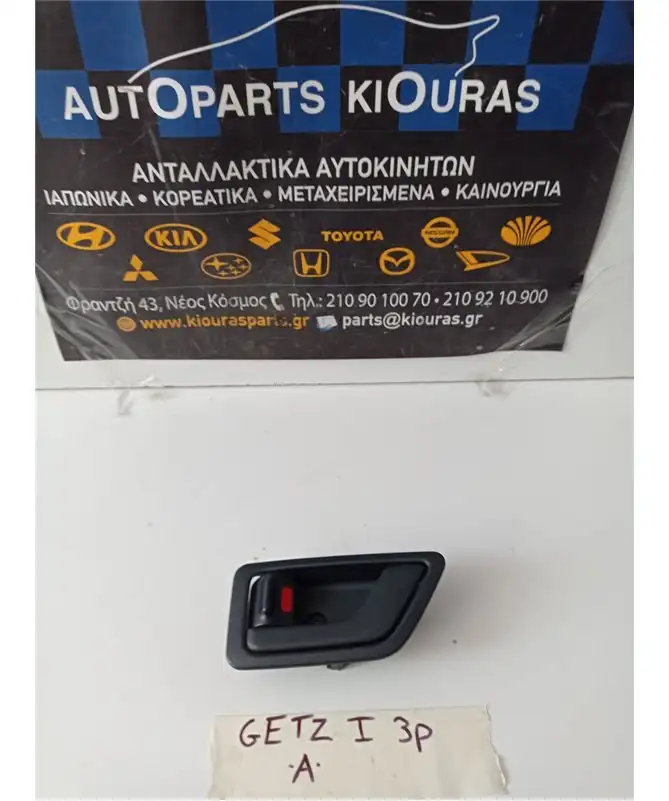 AUTOPARTS KIOURAS
ΑΝΤΑΛΛΑΚΤΙΚΑ ΑΥΤΟΚΙΝΗΤΩΝ
ΙΑΠΩΝΙΚΑ • ΚΟΡΕΑΤΙΚΑ • ΜΕΤΑΧΕΙΡΙΣΜΕΝΑ • ΚΑΙΝΟΥΡΓΙΑ
KIA TOYOTA NISSAN
Φραντζή 43, Νέος Κόσμος Τηλ.: 210 90 100 70 • 210 92 10 900
www.kiourasparts.gr parts@kiouras.gr
GETZ I 3p
·A·